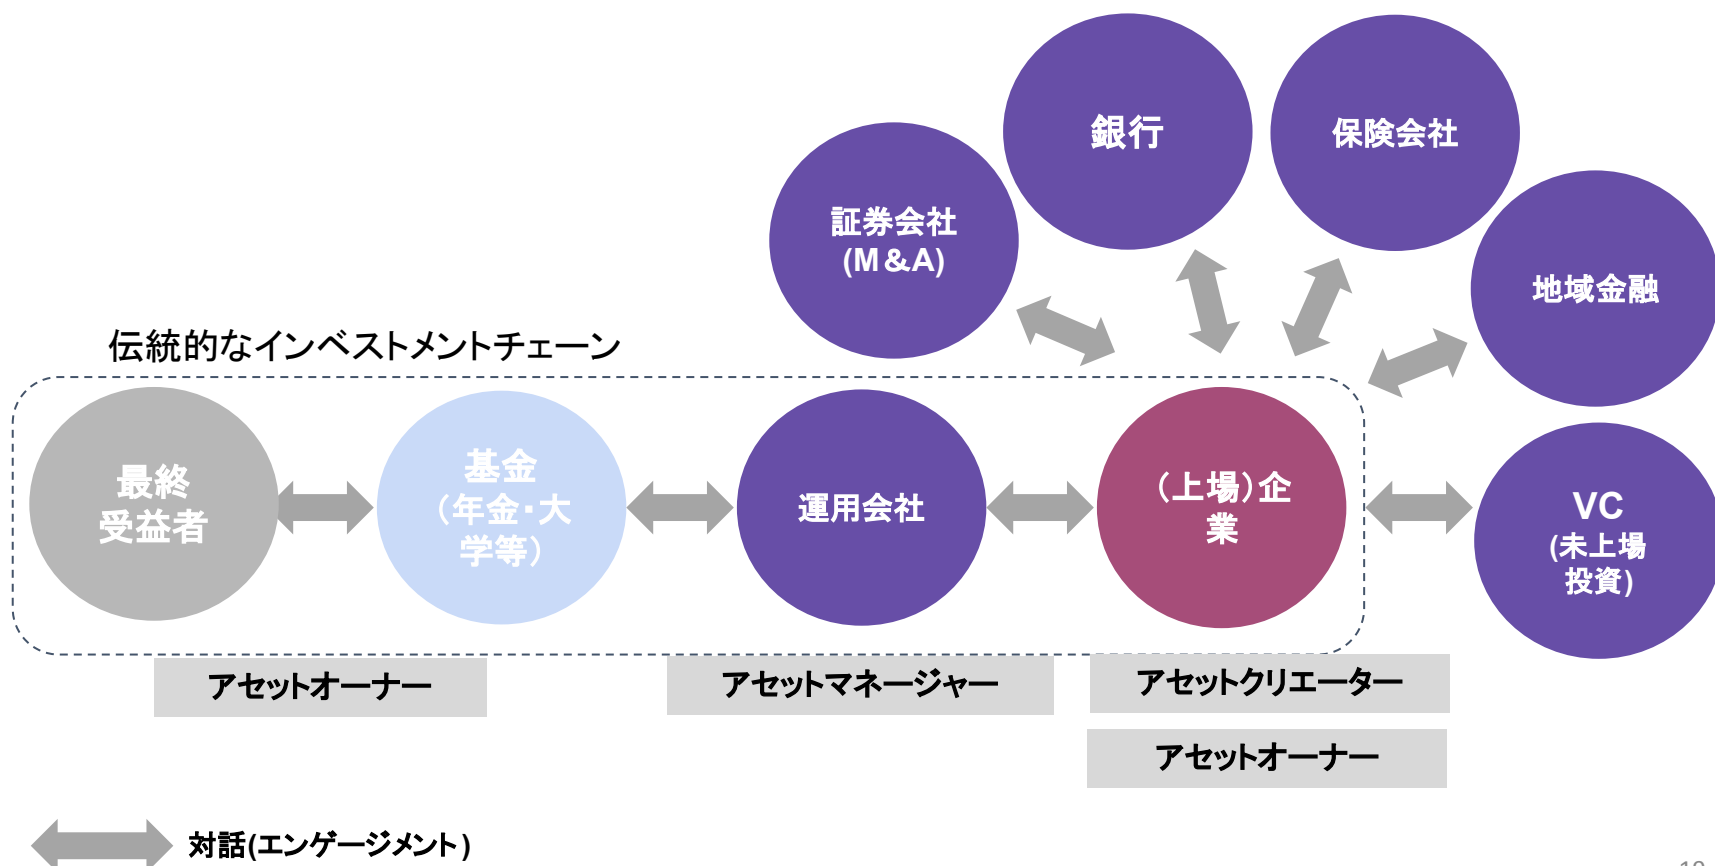 銀行
保険会社
証券会社
(M&A)
地域金融
伝統的なインベストメントチェーン
最終
受益者
基金
(年金・大
学等)
運用会社
(上場)企
業
VC
(未上場
投資)
アセットオーナー
アセットマネージャー
アセットクリエーター
アセットオーナー
対話(エンゲージメント)